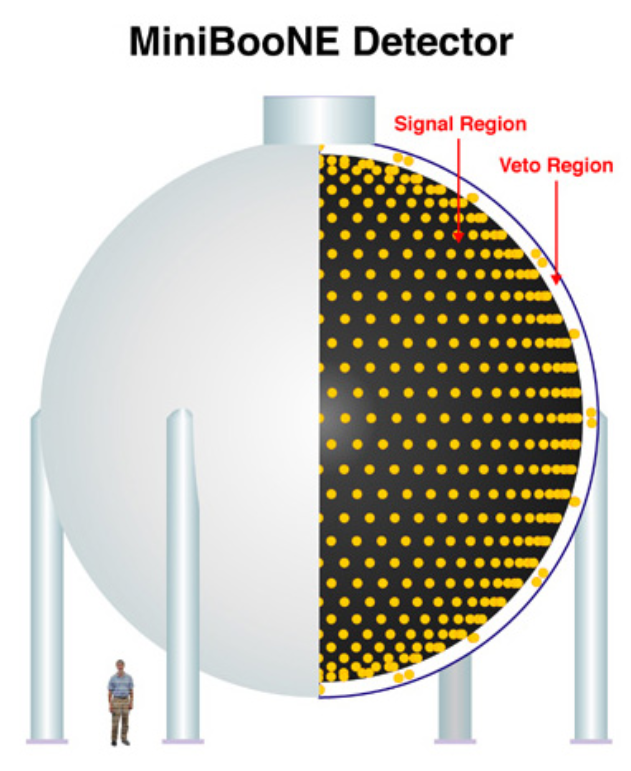 MiniBooNE Detector
Signal Region
Veto Region